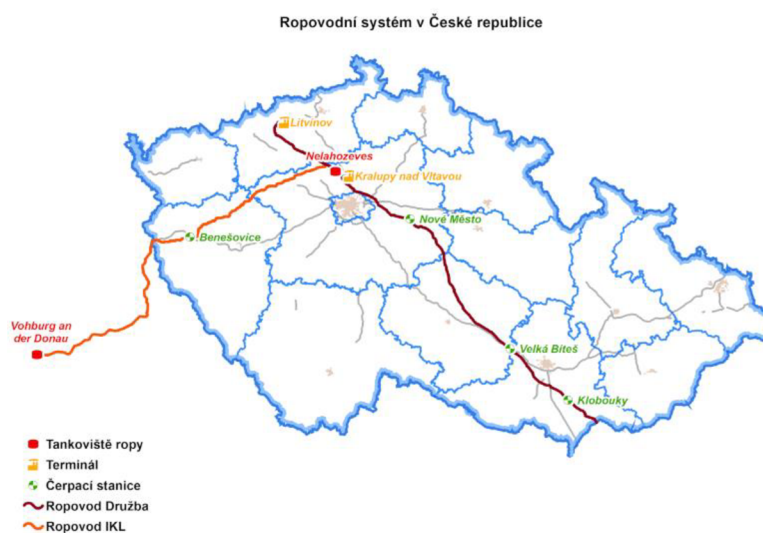 Ropovodní systém v České republice
Litvínov
Nelahozeves
Kralupy nad Vltavou
Nové Město
Benešovice
Vohburg an
der Donau
Velká Bíteš
Klobouky
Tankoviště ropy
Terminál
Čerpací stanice
Ropovod Družba
Ropovod IKL